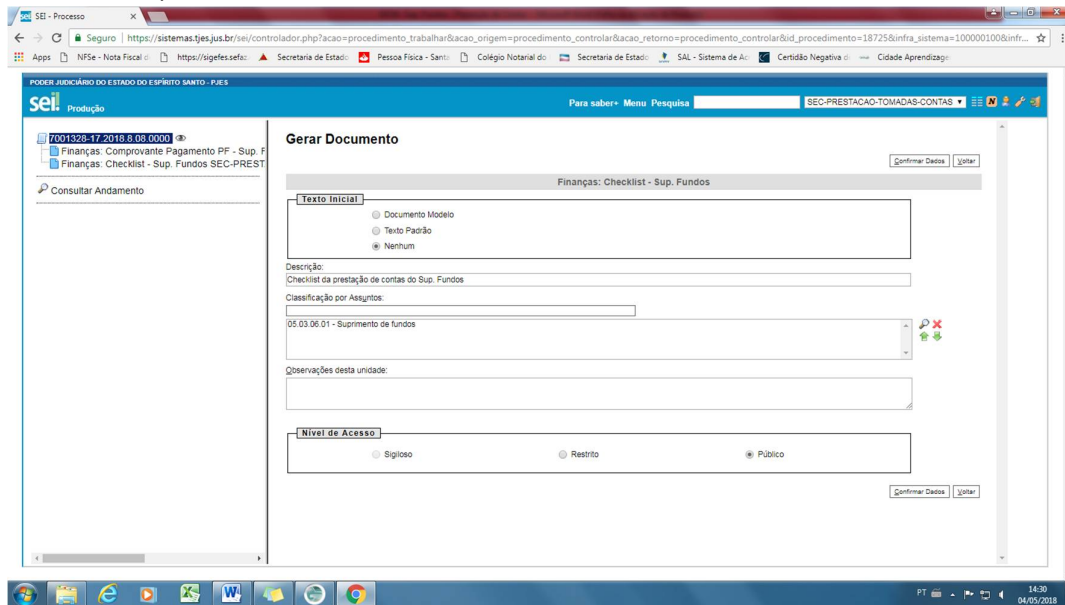 SEI - Processo
Seguro | https://sistemas.tjes.jus.br/sei/controlador.php?acao=procedimento_trabalhar&acao_origem=procedimento_controlar&acao_retorno=procedimento_controlar&id_procedimento=18725&infra_sistema=100000100&infr...
Apps NFSe - Nota Fiscal https://sigefes.sefaz. Secretaria de Estado Pessoa Física - Santa Colégio Notarial do Secretaria de Estado SAL - Sistema de Ac Certidão Negativa d Cidade Aprendizage
PODER JUDICIÁRIO DO ESTADO DO ESPÍRITO SANTO - PJES
sei! Produção Para saber+ Menu Pesquisa SEC-PRESTACAO-TOMADAS-CONTAS
7001328-17.2018.8.08.0000
Finanças: Comprovante Pagamento PF - Sup. F
Finanças: Checklist - Sup. Fundos SEC-PREST
Consultar Andamento
Gerar Documento
Confirmar Dados Voltar
Finanças: Checklist - Sup. Fundos
Texto Inicial
Documento Modelo
Texto Padrão
Nenhum
Descrição:
Checklist da prestação de contas do Sup. Fundos
Classificação por Assuntos:
05.03.06.01 - Suprimento de fundos
Observações desta unidade:
Nível de Acesso
Sigiloso Restrito Público
Confirmar Dados Voltar
PT 14:30
04/05/2018